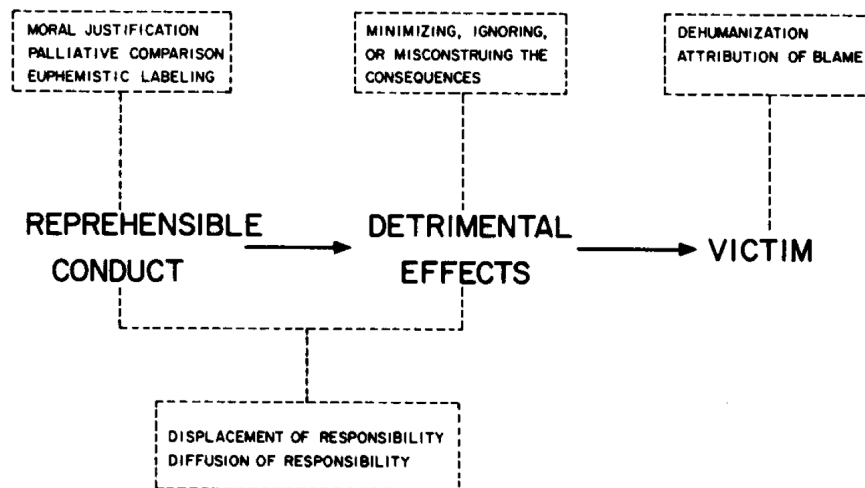 MORAL JUSTIFICATION
PALLIATIVE COMPARISON
EUPHEMISTIC LABELING
MINIMIZING, IGNORING,
OR MISCONSTRUING THE
CONSEQUENCES
DEHUMANIZATION
ATTRIBUTION OF BLAME
REPREHENSIBLE
CONDUCT
DETRIMENTAL
EFFECTS
VICTIM
DISPLACEMENT OF RESPONSIBILITY
DIFFUSION OF RESPONSIBILITY